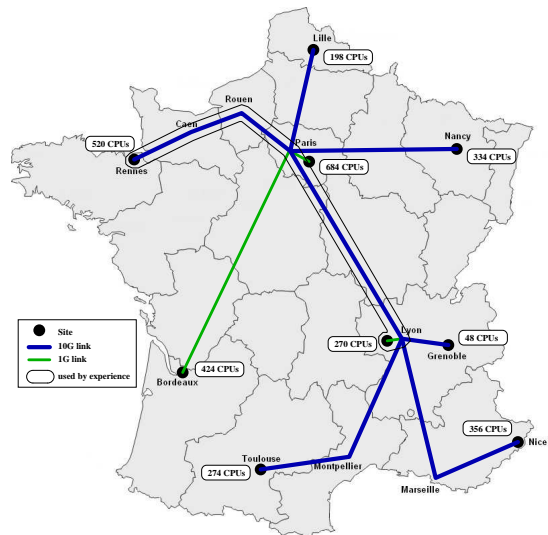 Lille
198 CPUs
Rouen
Caen
520 CPUs
Rennes
Paris
684 CPUs
Nancy
334 CPUs
Site
10G link
1G link
used by experience
Lyon
270 CPUs
48 CPUs
Grenoble
424 CPUs
Bordeaux
356 CPUs
Nice
Toulouse
274 CPUs
Montpellier
Marseille